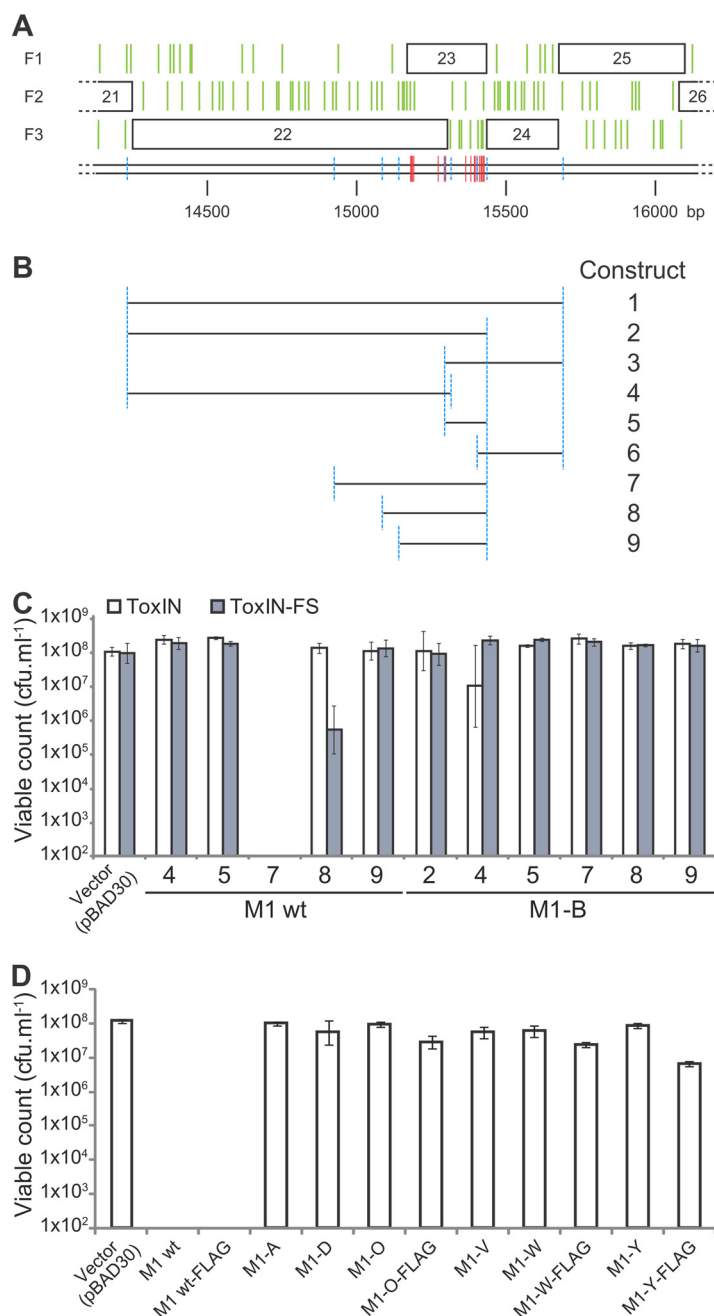 A
F1 23 25
F2 21 26
F3 22 24
14500 15000 15500 16000 bp
B
Construct
1
2
3
4
5
6
7
8
9
C
ToxIN ToxIN-FS
Viable count (cfu.ml-1)
1x10⁹
1x10⁸
1x10⁷
1x10⁶
1x10⁵
1x10⁴
1x10³
1x10²
Vector (pBAD30) 4 5 7 8 9 2 4 5 7 8 9
M1 wt M1-B
D
Viable count (cfu.ml-1)
1x10⁹
1x10⁸
1x10⁷
1x10⁶
1x10⁵
1x10⁴
1x10³
1x10²
Vector (pBAD30) M1 wt M1 wt-FLAG M1-A M1-D M1-O M1-O-FLAG M1-V M1-W M1-W-FLAG M1-Y M1-Y-FLAG